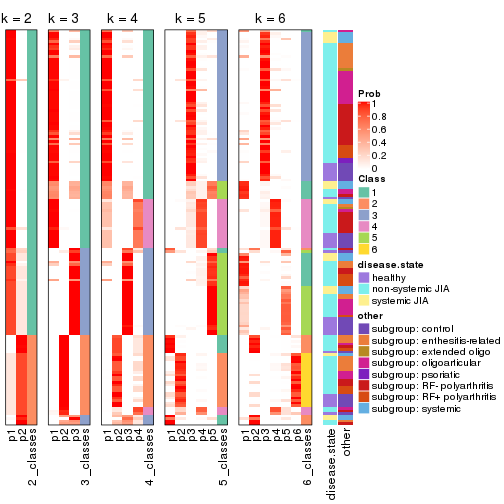 k = 2 k = 3 k = 4 k = 5 k = 6
Prob
1
0.8
0.6
0.4
0.2
0
Class
1
2
3
4
5
6
disease.state
healthy
non-systemic JIA
systemic JIA
other
subgroup: control
subgroup: enthesitis-related
subgroup: extended oligo
subgroup: oligoarticular
subgroup: psoriatic
subgroup: RF- polyarthritis
subgroup: RF+ polyarthritis
subgroup: systemic
p1 p2 2_classes p1 p2 p3 3_classes p1 p2 p3 p4 4_classes p1 p2 p3 p4 p5 5_classes p1 p2 p3 p4 p5 p6 6_classes disease.state other